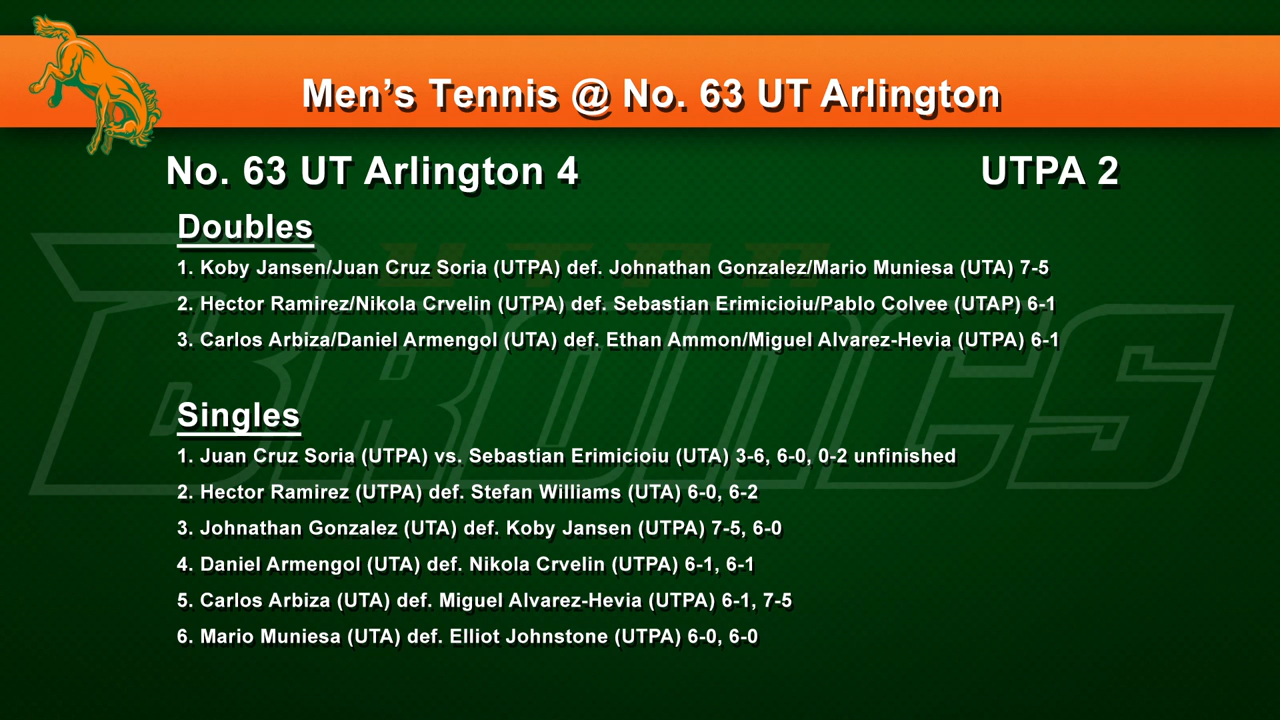 Men’s Tennis @ No. 63 UT Arlington
No. 63 UT Arlington 4 UTPA 2
Doubles
UTPA
1. Koby Jansen/Juan Cruz Soria (UTPA) def. Johnathan Gonzalez/Mario Muniesa (UTA) 7-5
2. Hector Ramirez/Nikola Crvelin (UTPA) def. Sebastian Erimicioiu/Pablo Colvee (UTAP) 6-1
3. Carlos Arbiza/Daniel Armengol (UTA) def. Ethan Ammon/Miguel Alvarez-Hevia (UTPA) 6-1
BRONCS
Singles
1. Juan Cruz Soria (UTPA) vs. Sebastian Erimicioiu (UTA) 3-6, 6-0, 0-2 unfinished
2. Hector Ramirez (UTPA) def. Stefan Williams (UTA) 6-0, 6-2
3. Johnathan Gonzalez (UTA) def. Koby Jansen (UTPA) 7-5, 6-0
4. Daniel Armengol (UTA) def. Nikola Crvelin (UTPA) 6-1, 6-1
5. Carlos Arbiza (UTA) def. Miguel Alvarez-Hevia (UTPA) 6-1, 7-5
6. Mario Muniesa (UTA) def. Elliot Johnstone (UTPA) 6-0, 6-0